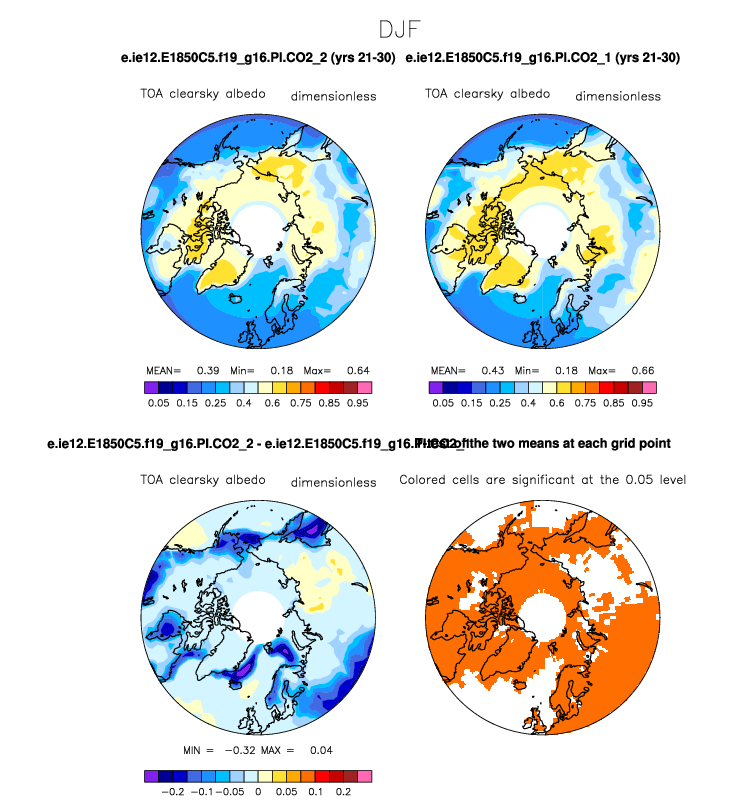 DJF
e.ie12.E1850C5.f19_g16.PI.CO2_2 (yrs 21-30) e.ie12.E1850C5.f19_g16.PI.CO2_1 (yrs 21-30)
TOA clearsky albedo dimensionless TOA clearsky albedo dimensionless
MEAN= 0.39 Min= 0.18 Max= 0.64 MEAN= 0.43 Min= 0.18 Max= 0.66
0.05 0.15 0.25 0.4 0.6 0.75 0.85 0.95 0.05 0.15 0.25 0.4 0.6 0.75 0.85 0.95
e.ie12.E1850C5.f19_g16.PI.CO2_2 - e.ie12.E1850C5.f19_g16.PI.CO2_ of the two means at each grid point
TOA clearsky albedo dimensionless Colored cells are significant at the 0.05 level
MIN = -0.32 MAX = 0.04
-0.2 -0.1 -0.05 0 0.05 0.1 0.2